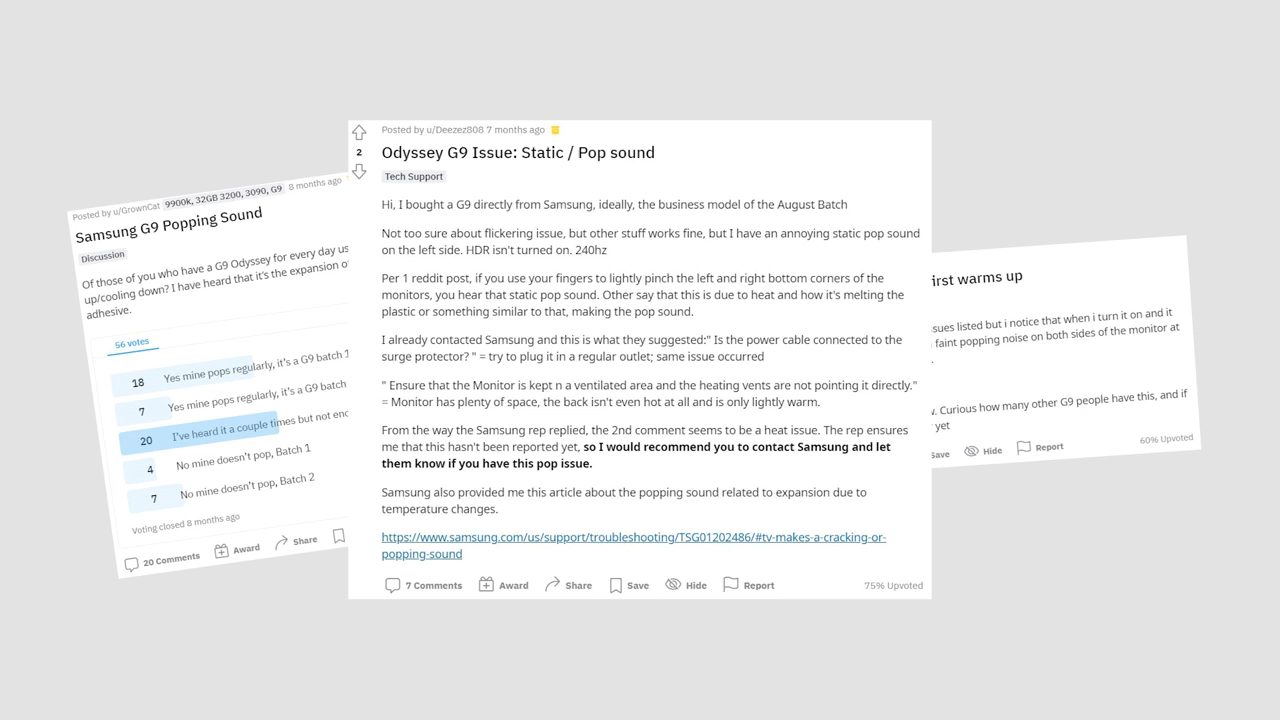 Posted by u/GrownCat 9900k, 32GB 3200, 3090, G9 8 months ago
Samsung G9 Popping Sound
Discussion
Of those of you who have a G9 Odyssey for every day us
up/cooling down? I have heard that it's the expansion o
adhesive.
56 votes
18 Yes mine pops regularly, it's a G9 batch 1
7 Yes mine pops regularly, it's a G9 batch
20 I've heard it a couple times but not eno
4 No mine doesn't pop, Batch 1
7 No mine doesn't pop, Batch 2
Voting closed 8 months ago
20 Comments Award Share
Posted by u/Deezez808 7 months ago
2
Odyssey G9 Issue: Static / Pop sound
Tech Support
Hi, I bought a G9 directly from Samsung, ideally, the business model of the August Batch
Not too sure about flickering issue, but other stuff works fine, but I have an annoying static pop sound
on the left side. HDR isn't turned on. 240hz
Per 1 reddit post, if you use your fingers to lightly pinch the left and right bottom corners of the
monitors, you hear that static pop sound. Other say that this is due to heat and how it's melting the
plastic or something similar to that, making the pop sound.
I already contacted Samsung and this is what they suggested:" Is the power cable connected to the
surge protector? " = try to plug it in a regular outlet; same issue occurred
" Ensure that the Monitor is kept n a ventilated area and the heating vents are not pointing it directly."
= Monitor has plenty of space, the back isn't even hot at all and is only lightly warm.
From the way the Samsung rep replied, the 2nd comment seems to be a heat issue. The rep ensures
me that this hasn't been reported yet, so I would recommend you to contact Samsung and let
them know if you have this pop issue.
Samsung also provided me this article about the popping sound related to expansion due to
temperature changes.
https://www.samsung.com/us/support/troubleshooting/TSG01202486/#tv-makes-a-cracking-or-
popping-sound
7 Comments Award Share Save Hide Report 75% Upvoted
irst warms up
sues listed but i notice that when i turn it on and it
faint popping noise on both sides of the monitor at
.
. Curious how many other G9 people have this, and if
yet
Save Hide Report 60% Upvoted